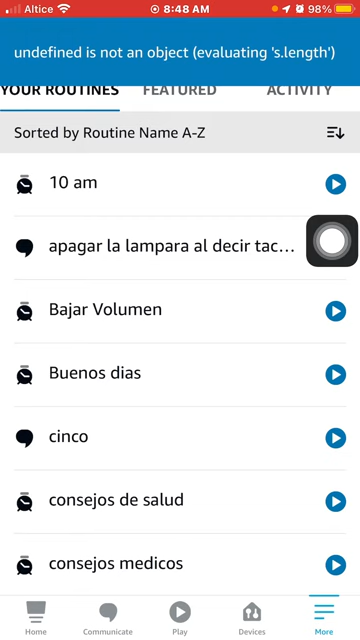 Altice 8:48 AM 98%
undefined is not an object (evaluating 's.length')
YOUR ROUTINES FEATURED ACTIVITY
Sorted by Routine Name A-Z
10 am
apagar la lampara al decir tac...
Bajar Volumen
Buenos dias
cinco
consejos de salud
consejos medicos
Home Communicate Play Devices More